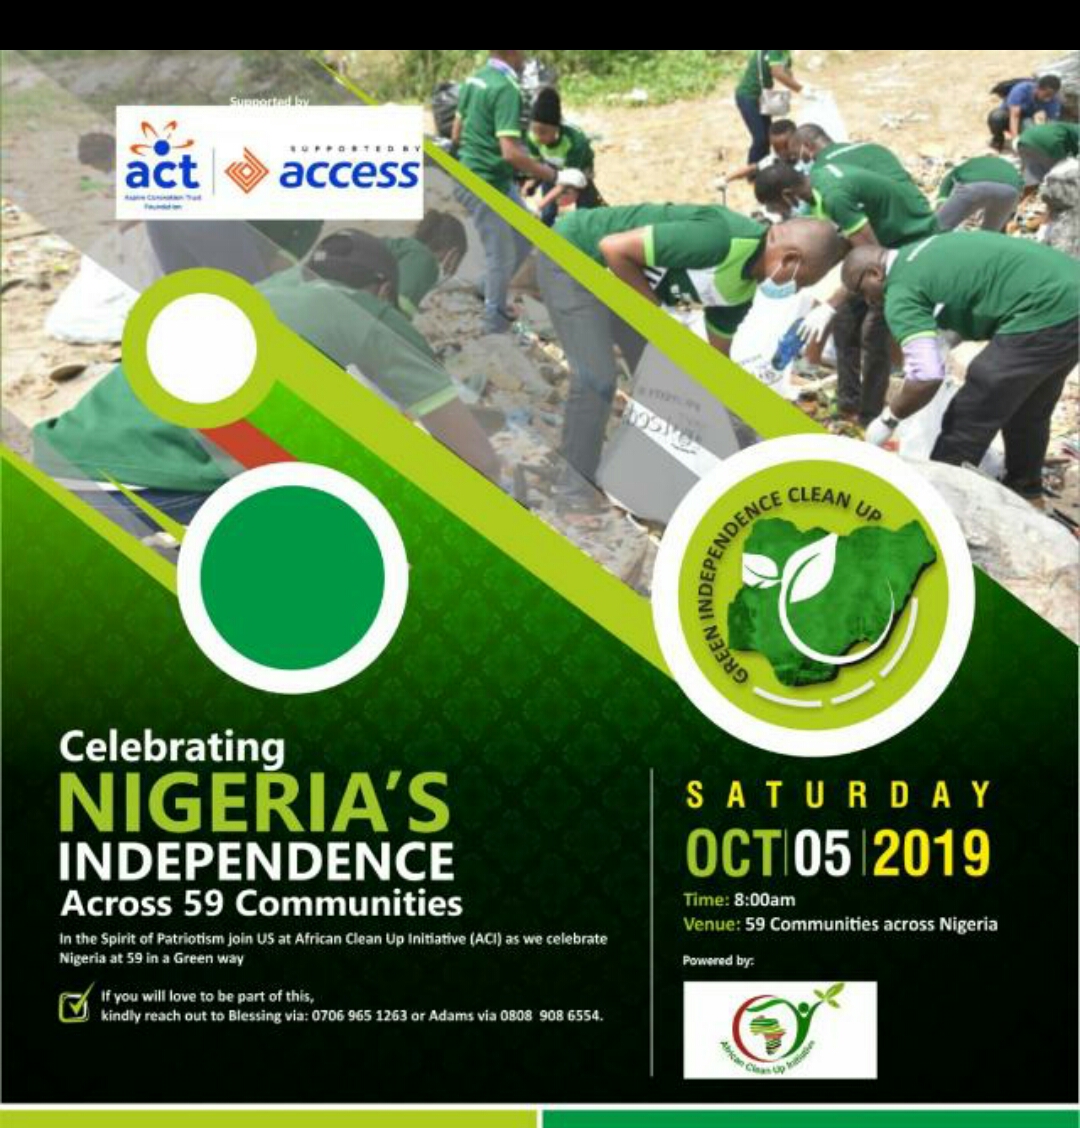 Supported by
act
Foundation
SUPPORTED BY
access
GREEN INDEPENDENCE CLEAN UP
Celebrating
NIGERIA'S
INDEPENDENCE
Across 59 Communities
In the Spirit of Patriotism join US at African Clean Up Initiative (ACI) as we celebrate
Nigeria at 59 in a Green way
If you will love to be part of this,
kindly reach out to Blessing via: 0706 965 1263 or Adams via 0808 908 6554.
SATURDAY
OCT 05 2019
Time: 8:00am
Venue: 59 Communities across Nigeria
Powered by:
African Clean Up Initiative